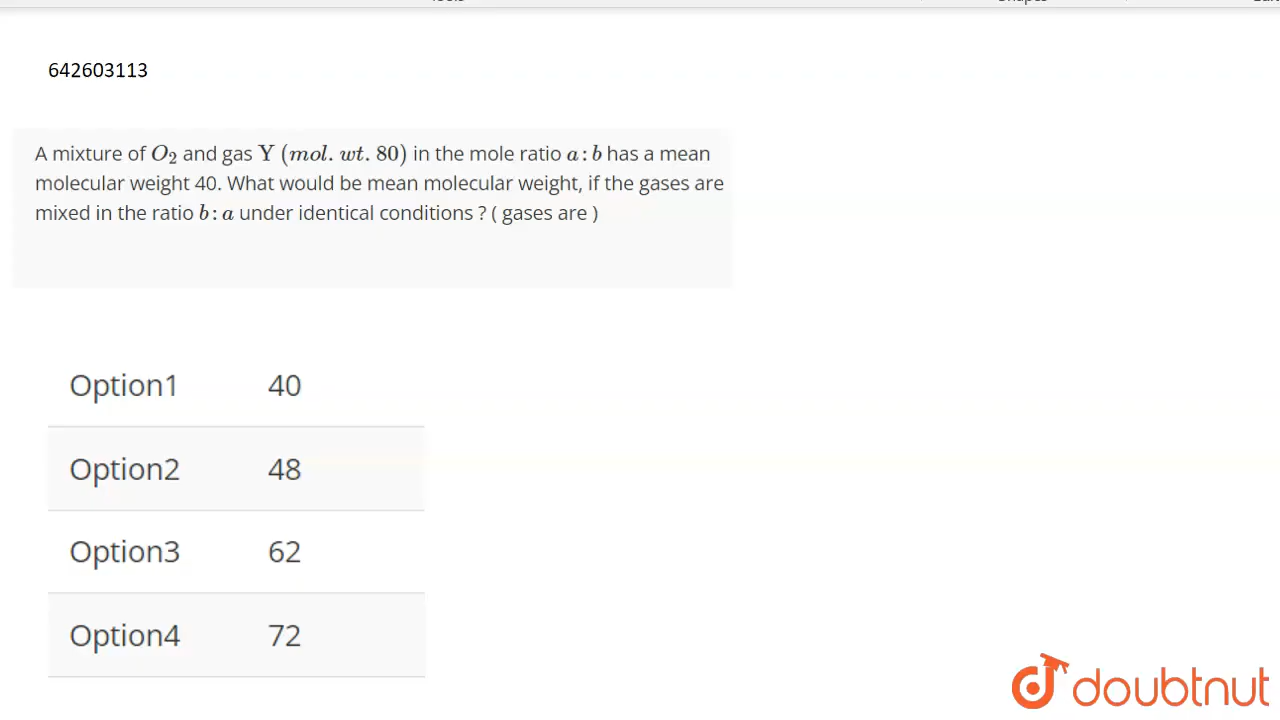 642603113
A mixture of O₂ and gas Y (mol. wt. 80) in the mole ratio a : b has a mean
molecular weight 40. What would be mean molecular weight, if the gases are
mixed in the ratio b : a under identical conditions ? ( gases are )
Option1 40
Option2 48
Option3 62
Option4 72
doubtnut